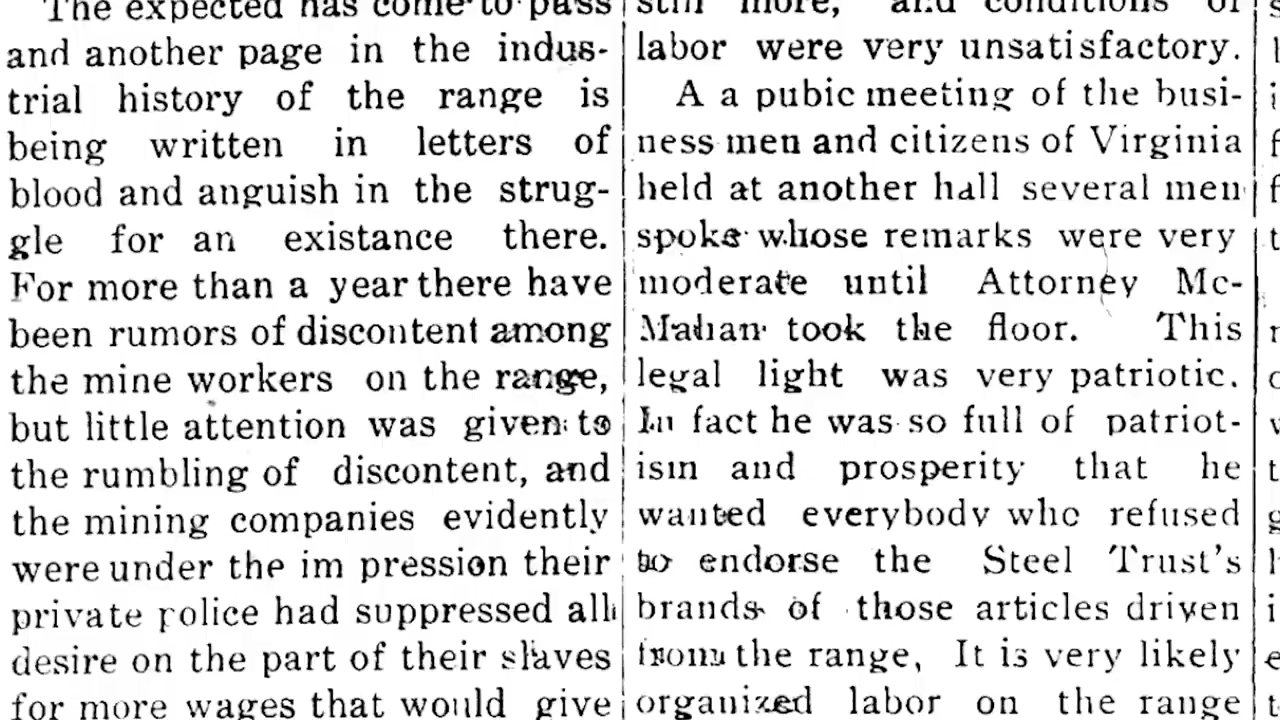 The expected has come to pass
and another page in the indus-
trial history of the range is
being written in letters of
blood and anguish in the strug-
gle for an existance there.
For more than a year there have
been rumors of discontent among
the mine workers on the range,
but little attention was given to
the rumbling of discontent, and
the mining companies evidently
were under the im pression their
private police had suppressed all
desire on the part of their slaves
for more wages that would give
still more, and conditions of
labor were very unsatisfactory.
A a pubic meeting of the busi-
ness men and citizens of Virginia
held at another hall several men
spoke whose remarks were very
moderate until Attorney Mc-
Mahan took the floor. This
legal light was very patriotic.
In fact he was so full of patriot-
ism and prosperity that he
wanted everybody who refused
to endorse the Steel Trust's
brands of those articles driven
from the range, It is very likely
organized labor on the range